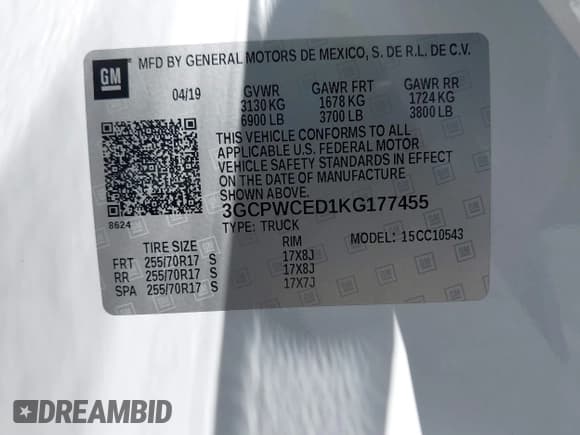 GM
MFD BY GENERAL MOTORS DE MEXICO, S. DE R.L. DE C.V.
04/19 GVWR GAWR FRT GAWR RR
3130 KG 1678 KG 1724 KG
6900 LB 3700 LB 3800 LB
THIS VEHICLE CONFORMS TO ALL
APPLICABLE U.S. FEDERAL MOTOR
VEHICLE SAFETY STANDARDS IN EFFECT
ON THE DATE OF MANUFACTURE
SHOWN ABOVE.
8624
3GCPWCED1KG177455
TYPE: TRUCK MODEL: 15CC10543
TIRE SIZE RIM
FRT 255/70R17 S 17X8J
RR 255/70R17 S 17X8J
SPA 255/70R17 S 17X7J
DREAMBID